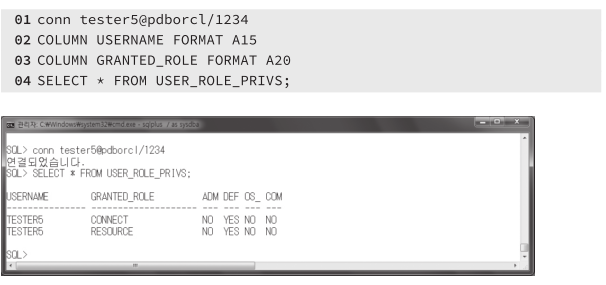 01 conn tester5@pdborcl/1234
02 COLUMN USERNAME FORMAT A15
03 COLUMN GRANTED_ROLE FORMAT A20
04 SELECT * FROM USER_ROLE_PRIVS;
관리자: C:\Windows\system32\cmd.exe - sqlplus / as sysdba
SQL> conn tester5@pdborcl/1234
연결되었습니다.
SQL> SELECT * FROM USER_ROLE_PRIVS;
USERNAME GRANTED_ROLE ADM DEF OS_ COM
--------------- -------------------- --- --- --- ---
TESTER5 CONNECT NO YES NO NO
TESTER5 RESOURCE NO YES NO NO
SQL>